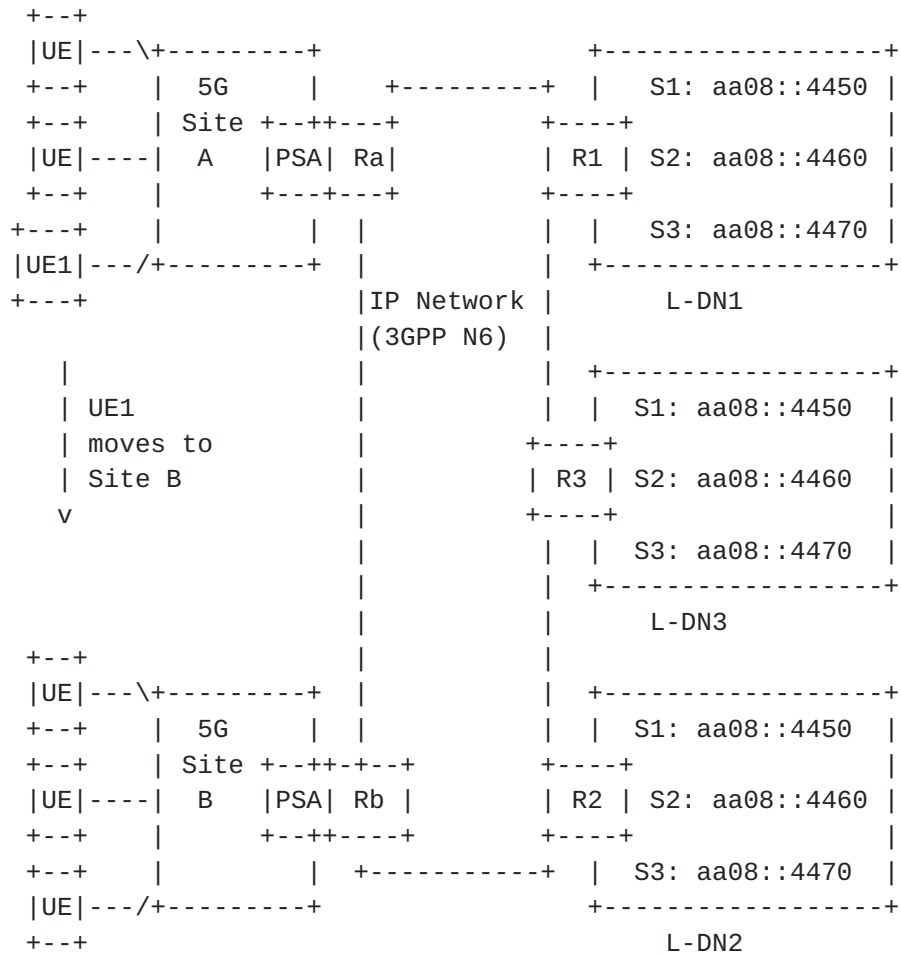 UE
5G
S1: aa08::4450
Site
UE A PSA Ra R1 S2: aa08::4460
S3: aa08::4470
UE1
IP Network L-DN1
(3GPP N6)
UE1 S1: aa08::4450
moves to
Site B R3 S2: aa08::4460
v
S3: aa08::4470
L-DN3
UE
5G S1: aa08::4450
Site
UE B PSA Rb R2 S2: aa08::4460
S3: aa08::4470
UE
L-DN2